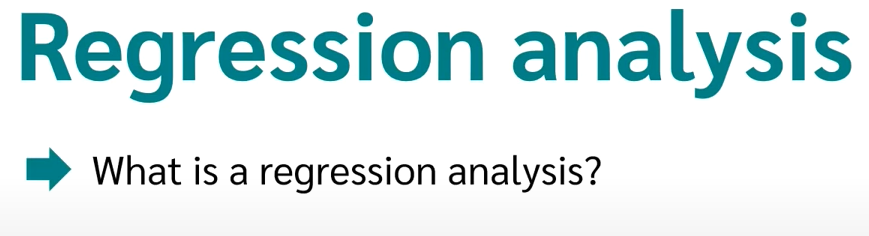 Regression analysis
What is a regression analysis?